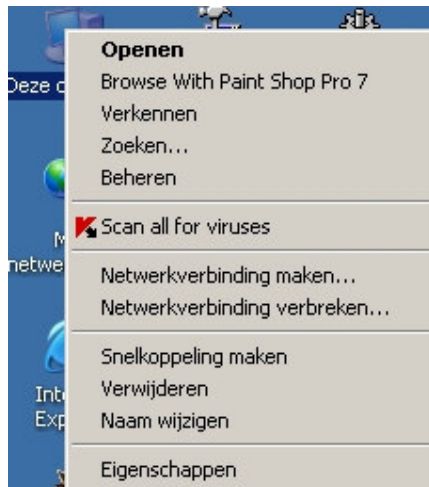 Openen
Browse With Paint Shop Pro 7
Verkennen
Zoeken...
Beheren
Scan all for viruses
Netwerkverbinding maken...
Netwerkverbinding verbreken...
Snelkoppeling maken
Verwijderen
Naam wijzigen
Eigenschappen
Deze